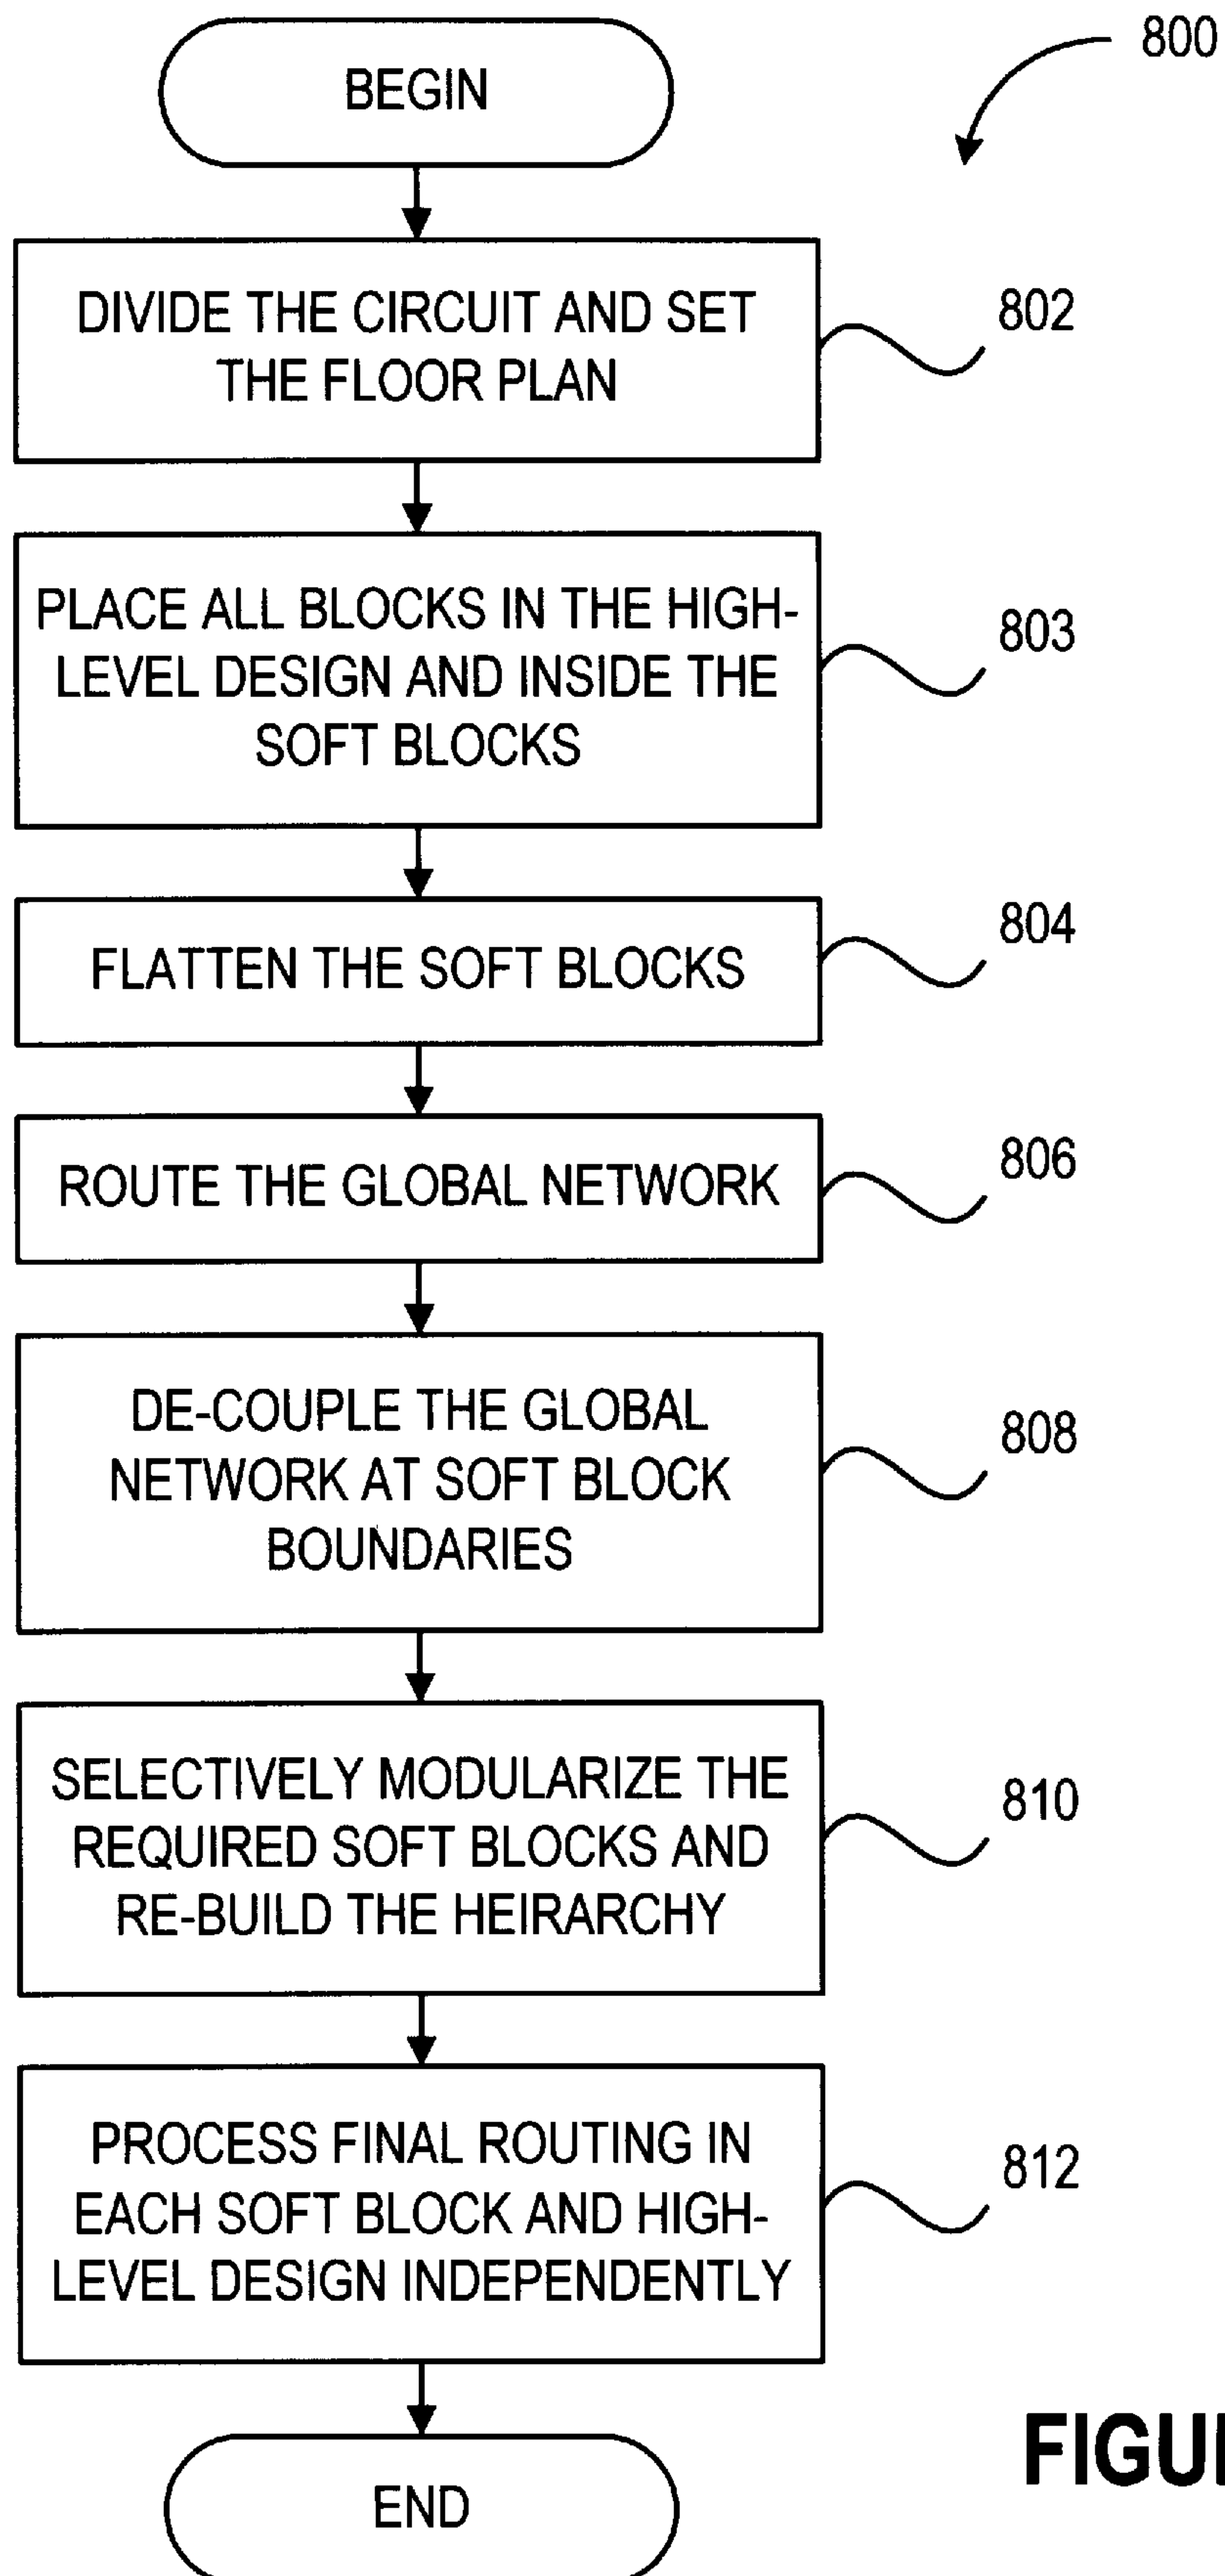 800
BEGIN
DIVIDE THE CIRCUIT AND SET
THE FLOOR PLAN
802
PLACE ALL BLOCKS IN THE HIGH-
LEVEL DESIGN AND INSIDE THE
SOFT BLOCKS
803
FLATTEN THE SOFT BLOCKS
804
ROUTE THE GLOBAL NETWORK
806
DE-COUPLE THE GLOBAL
NETWORK AT SOFT BLOCK
BOUNDARIES
808
SELECTIVELY MODULARIZE THE
REQUIRED SOFT BLOCKS AND
RE-BUILD THE HEIRARCHY
810
PROCESS FINAL ROUTING IN
EACH SOFT BLOCK AND HIGH-
LEVEL DESIGN INDEPENDENTLY
812
END